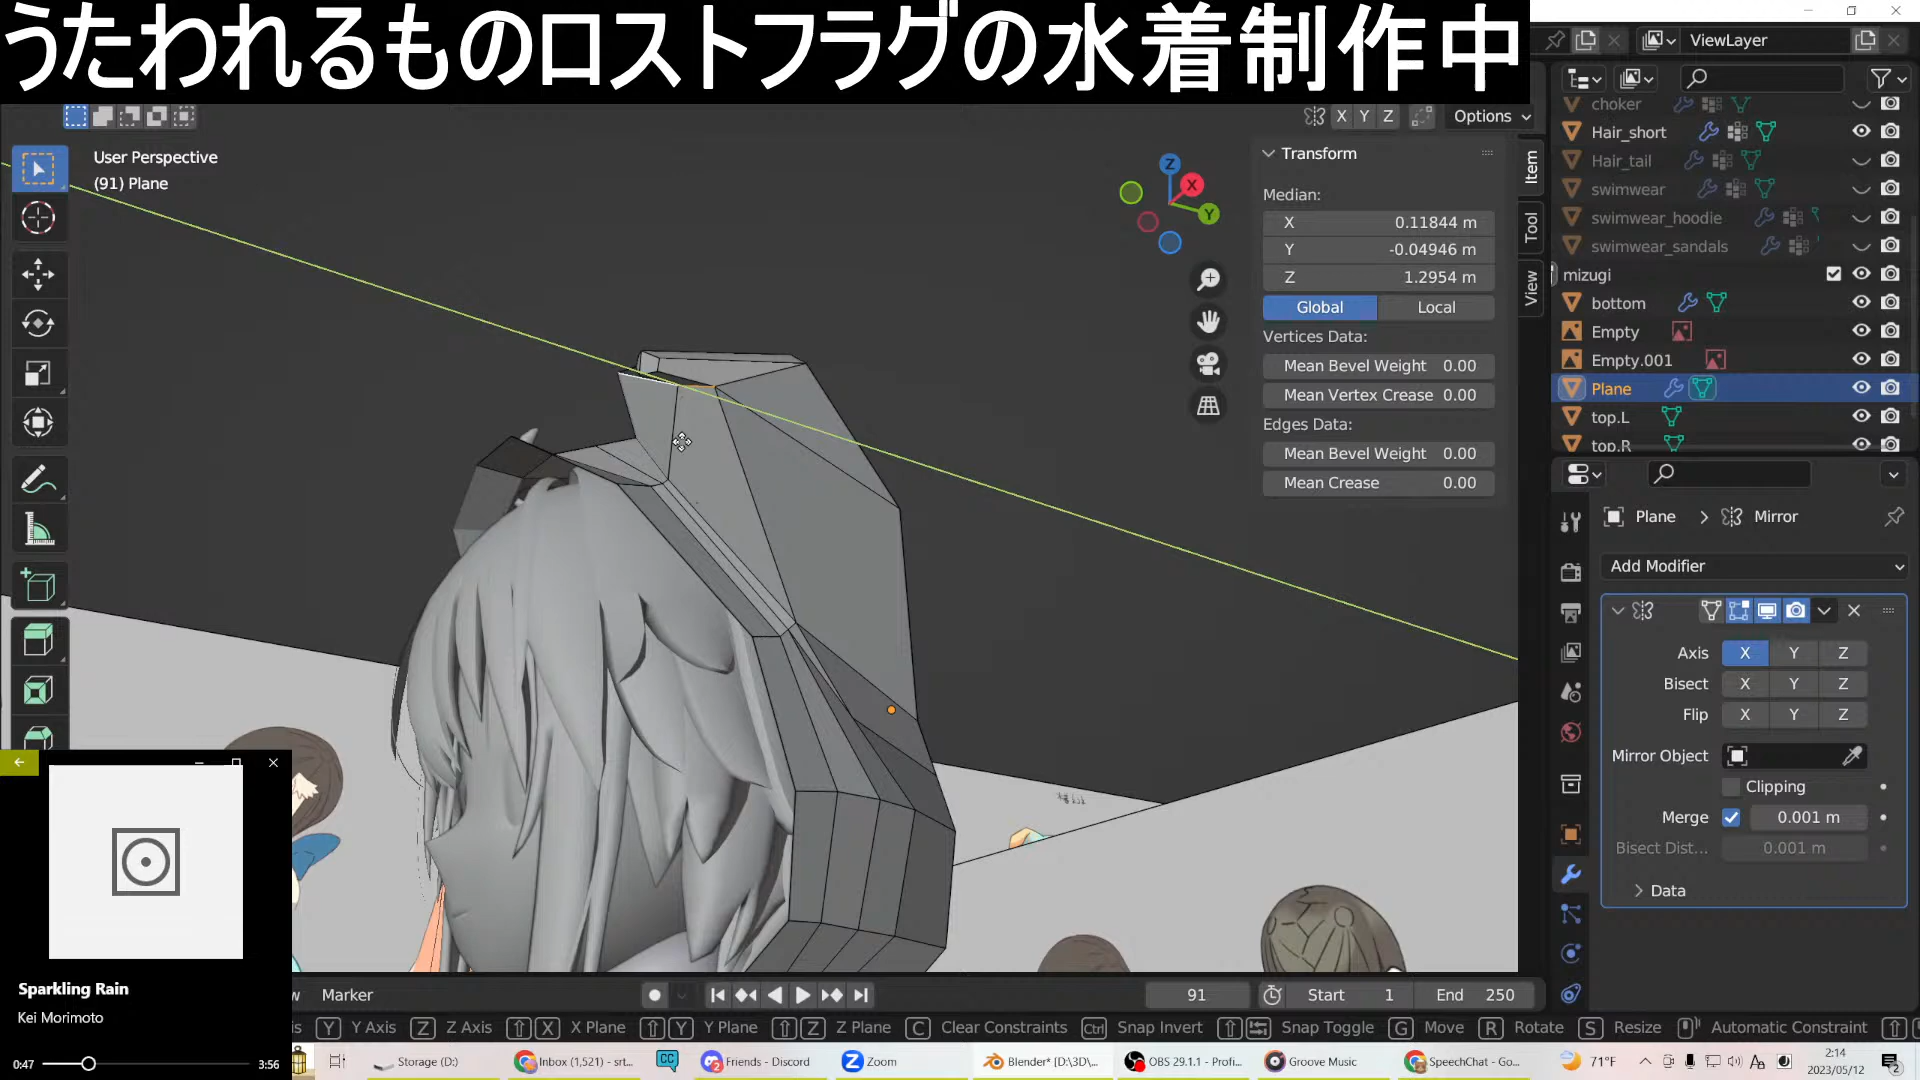 うたわれるものロストフラグの水着制作中
ViewLayer
X Y Z Options
User Perspective
(91) Plane
Transform
Median:
X 0.11844 m
Y -0.04946 m
Z 1.2954 m
Global Local
Vertices Data:
Mean Bevel Weight 0.00
Mean Vertex Crease 0.00
Edges Data:
Mean Bevel Weight 0.00
Mean Crease 0.00
Item
Tool
View
Z
X
Y
choker
Hair_short
Hair_tail
swimwear
swimwear_hoodie
swimwear_sandals
mizugi
bottom
Empty
Empty.001
Plane
top.L
top.R
Plane > Mirror
Add Modifier
Axis X Y Z
Bisect X Y Z
Flip X Y Z
Mirror Object
Clipping
Merge 0.001 m
Bisect Dist... 0.001 m
Data
Sparkling Rain
Kei Morimoto
0:47 3:56
Marker
91 Start 1 End 250
Y Y Axis Z Z Axis X X Plane Y Y Plane Z Z Plane C Clear Constraints Ctrl Snap Invert Snap Toggle G Move R Rotate S Resize Automatic Constraint
Storage (D:) Inbox (1,521) - srt... CC Friends - Discord Zoom Blender* [D:\3D\... OBS 29.1.1 - Profi... Groove Music SpeechChat - Go... 71°F
2:14
2023/05/12